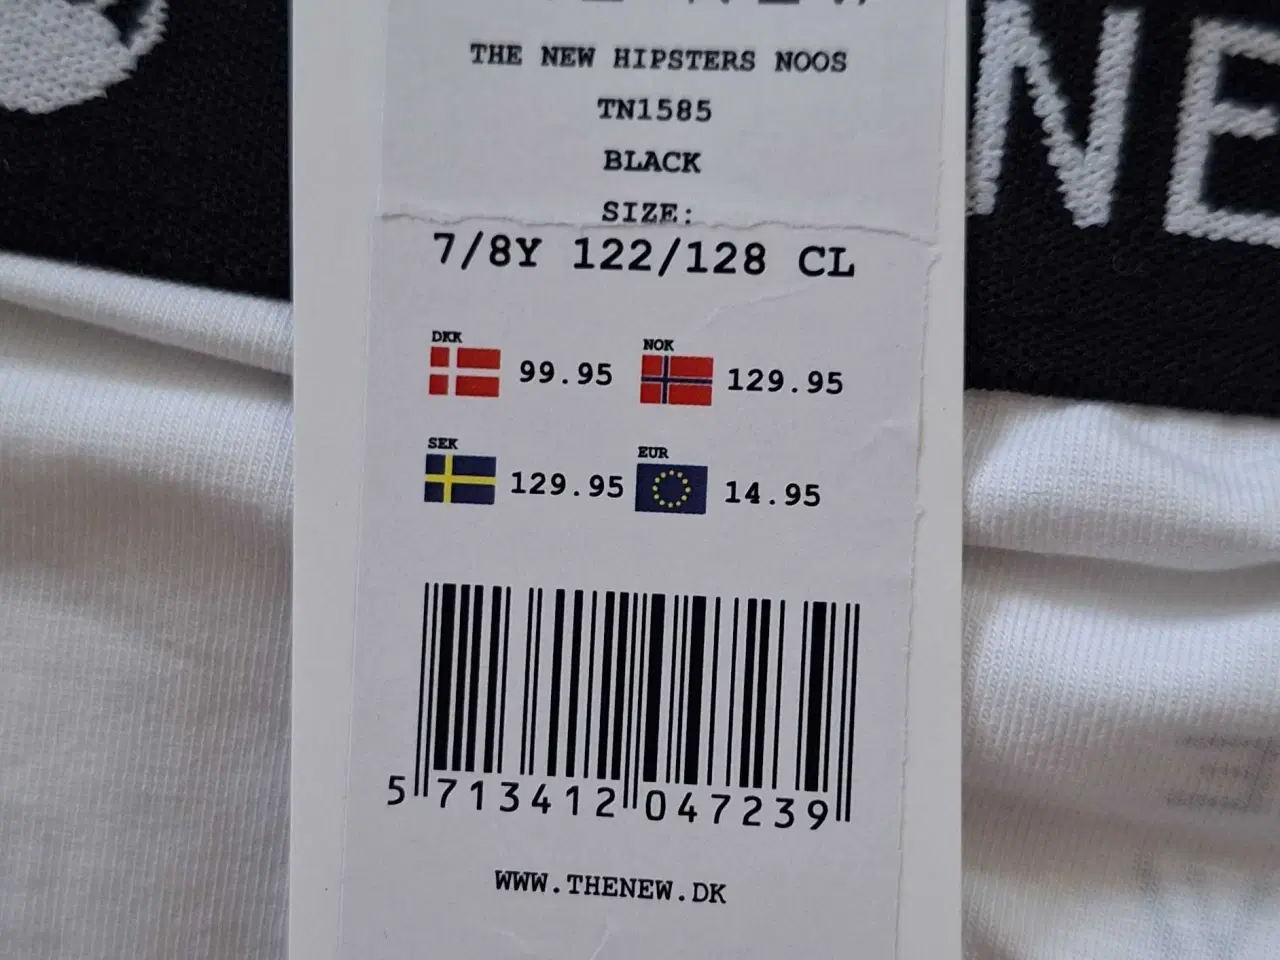 THE NEW HIPSTERS NOOS
TN1585
BLACK
SIZE:
7/8Y 122/128 CL
DKK 99.95 NOK 129.95
SEK 129.95 EUR 14.95
5 713412 047239
WWW.THENEW.DK
NE